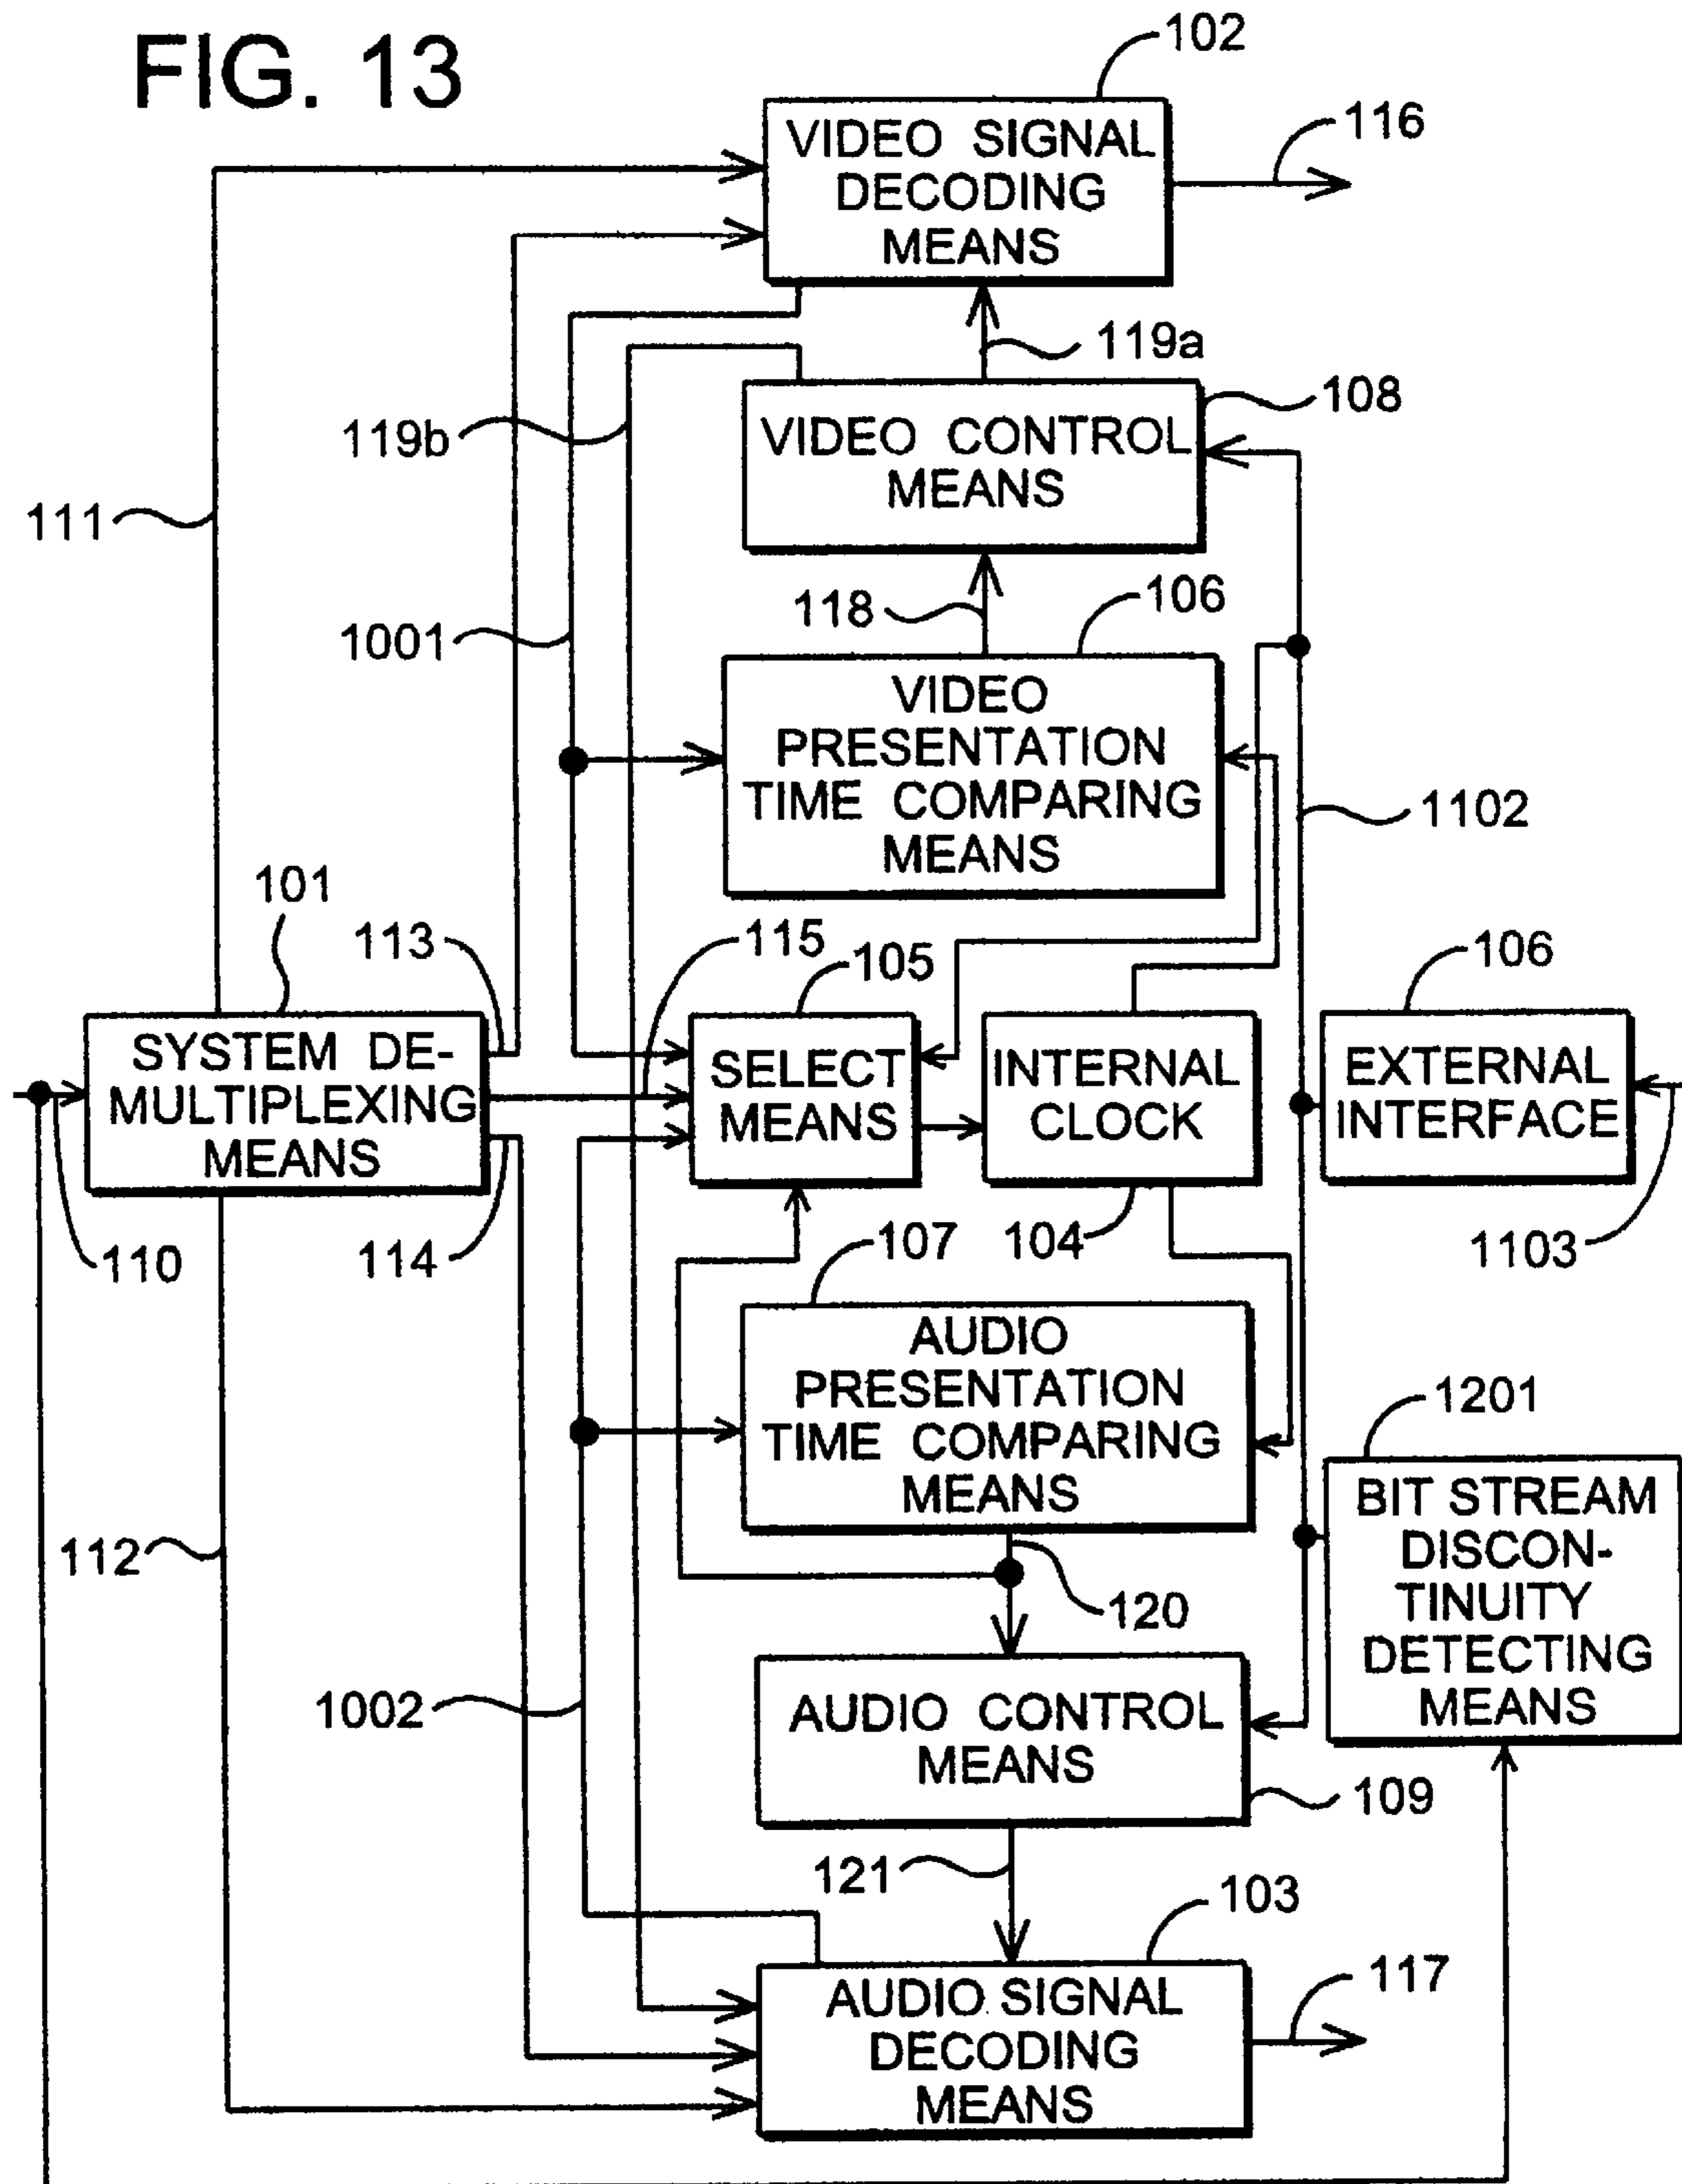 FIG. 13
102
VIDEO SIGNAL
DECODING
MEANS
116
119a
108
VIDEO CONTROL
MEANS
119b
111
118
106
1001
VIDEO
PRESENTATION
TIME COMPARING
MEANS
1102
101
113
115
105
106
SYSTEM DE-
MULTIPLEXING
MEANS
SELECT
MEANS
INTERNAL
CLOCK
EXTERNAL
INTERFACE
110
114
107
104
1103
AUDIO
PRESENTATION
TIME COMPARING
MEANS
1201
BIT STREAM
DISCON-
TINUITY
DETECTING
MEANS
112
120
1002
AUDIO CONTROL
MEANS
109
121
103
AUDIO SIGNAL
DECODING
MEANS
117